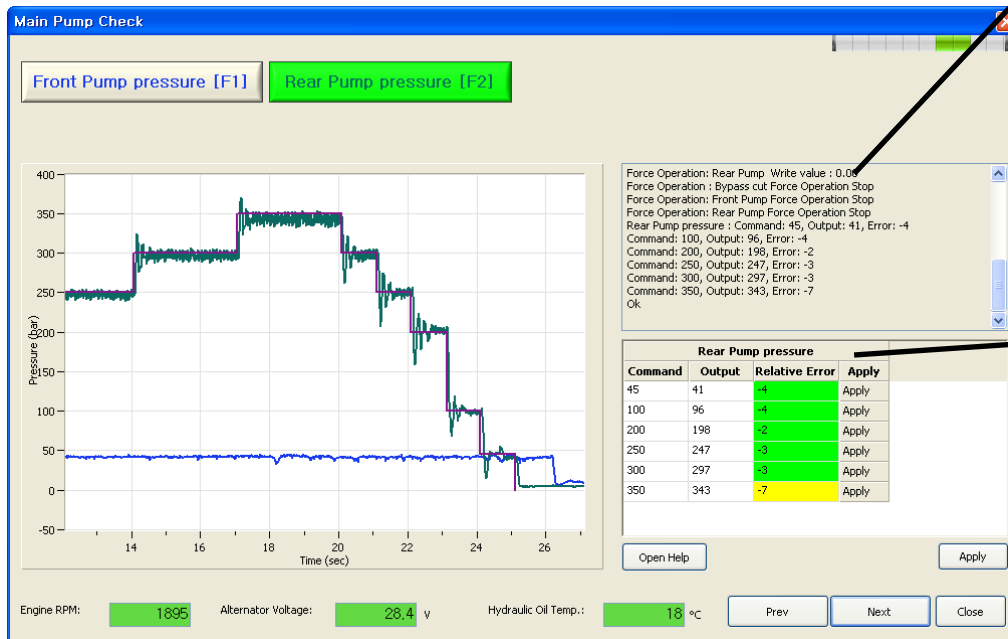 Main Pump Check
Front Pump pressure [F1]
Rear Pump pressure [F2]
400
350
300
250
200
150
100
50
0
-50
Pressure (bar)
14 16 18 20 22 24 26
Time (sec)
Force Operation: Rear Pump Write value : 0.00
Force Operation : Bypass cut Force Operation Stop
Force Operation: Front Pump Force Operation Stop
Force Operation: Rear Pump Force Operation Stop
Rear Pump pressure : Command: 45, Output: 41, Error: -4
Command: 100, Output: 96, Error: -4
Command: 200, Output: 198, Error: -2
Command: 250, Output: 247, Error: -3
Command: 300, Output: 297, Error: -3
Command: 350, Output: 343, Error: -7
Ok
Rear Pump pressure
Command Output Relative Error Apply
45 41 -4 Apply
100 96 -4 Apply
200 198 -2 Apply
250 247 -3 Apply
300 297 -3 Apply
350 343 -7 Apply
Open Help
Apply
Engine RPM: 1895 Alternator Voltage: 28,4 V Hydraulic Oil Temp.: 18 °C
Prev
Next
Close